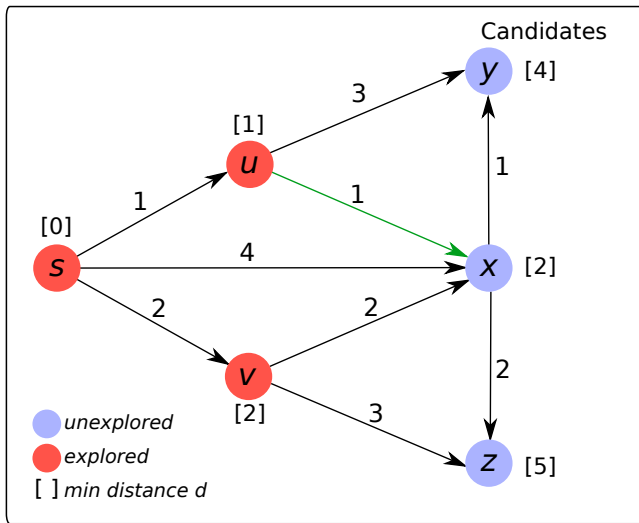 Candidates
y [4]
3
[1]
u
1
1
1
[0]
s
4
x [2]
2
2
2
v
[2]
3
z [5]
unexplored
explored
[ ] min distance d